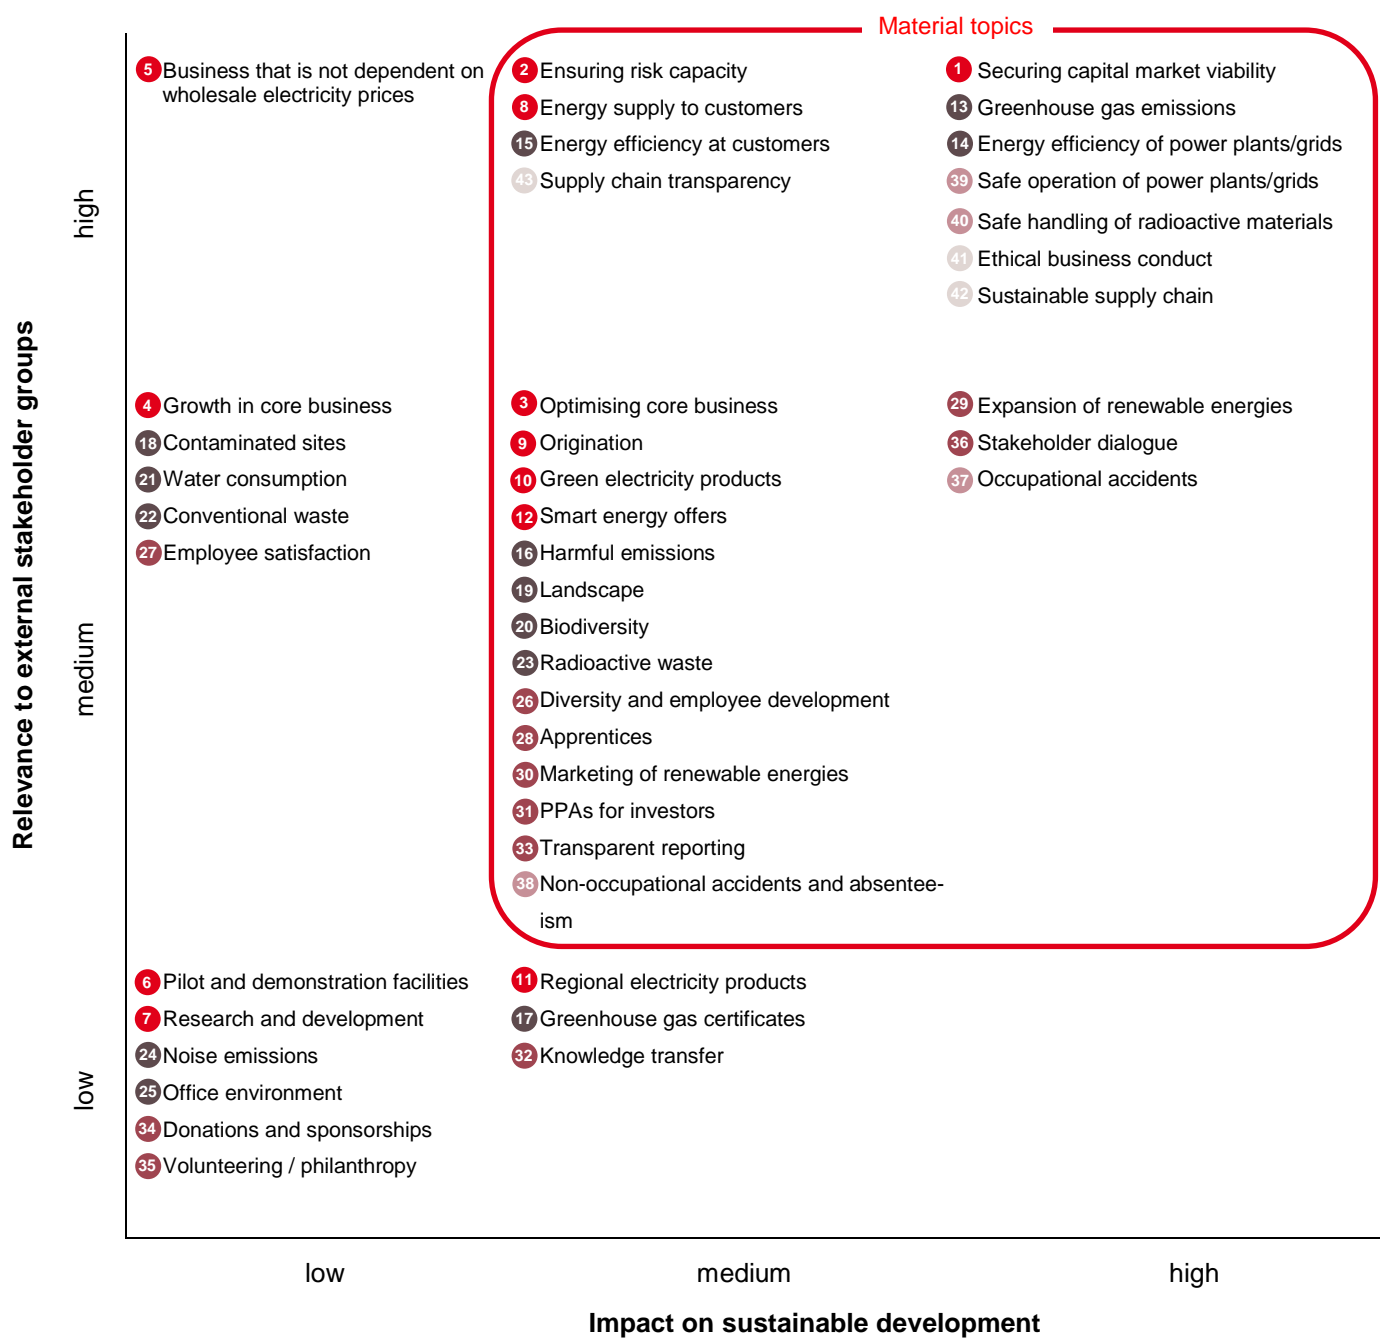 Material topics
5 Business that is not dependent on
wholesale electricity prices
2 Ensuring risk capacity
8 Energy supply to customers
15 Energy efficiency at customers
43 Supply chain transparency
1 Securing capital market viability
13 Greenhouse gas emissions
14 Energy efficiency of power plants/grids
39 Safe operation of power plants/grids
40 Safe handling of radioactive materials
41 Ethical business conduct
42 Sustainable supply chain
high
4 Growth in core business
18 Contaminated sites
21 Water consumption
22 Conventional waste
27 Employee satisfaction
3 Optimising core business
9 Origination
10 Green electricity products
12 Smart energy offers
16 Harmful emissions
19 Landscape
20 Biodiversity
23 Radioactive waste
26 Diversity and employee development
28 Apprentices
30 Marketing of renewable energies
31 PPAs for investors
33 Transparent reporting
38 Non-occupational accidents and absentee-
ism
29 Expansion of renewable energies
36 Stakeholder dialogue
37 Occupational accidents
medium
Relevance to external stakeholder groups
6 Pilot and demonstration facilities
7 Research and development
24 Noise emissions
25 Office environment
34 Donations and sponsorships
35 Volunteering / philanthropy
11 Regional electricity products
17 Greenhouse gas certificates
32 Knowledge transfer
low
low
medium
high
Impact on sustainable development